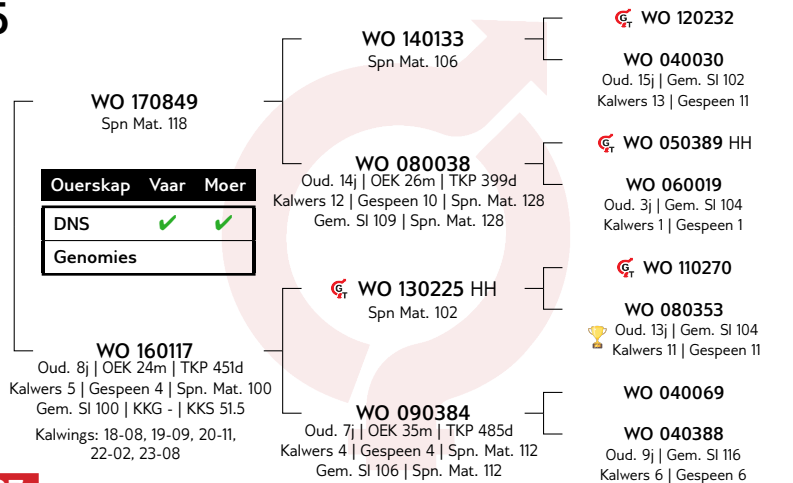 5
WO 170849
Spn Mat. 118
Ouerskap Vaar Moer
DNS ✔ ✔
Genomies
WO 160117
Oud. 8j | OEK 24m | TKP 451d
Kalwers 5 | Gespeen 4 | Spn. Mat. 100
Gem. SI 100 | KKG - | KKS 51.5
Kalwings: 18-08, 19-09, 20-11,
22-02, 23-08
WO 140133
Spn Mat. 106
WO 080038
Oud. 14j | OEK 26m | TKP 399d
Kalwers 12 | Gespeen 10 | Spn. Mat. 128
Gem. SI 109 | Spn. Mat. 128
GT WO 130225 HH
Spn Mat. 102
WO 090384
Oud. 7j | OEK 35m | TKP 485d
Kalwers 4 | Gespeen 4 | Spn. Mat. 112
Gem. SI 106 | Spn. Mat. 112
GT WO 120232
WO 040030
Oud. 15j | Gem. SI 102
Kalwers 13 | Gespeen 11
GT WO 050389 HH
WO 060019
Oud. 3j | Gem. SI 104
Kalwers 1 | Gespeen 1
GT WO 110270
WO 080353
Oud. 13j | Gem. SI 104
Kalwers 11 | Gespeen 11
WO 040069
WO 040388
Oud. 9j | Gem. SI 116
Kalwers 6 | Gespeen 6